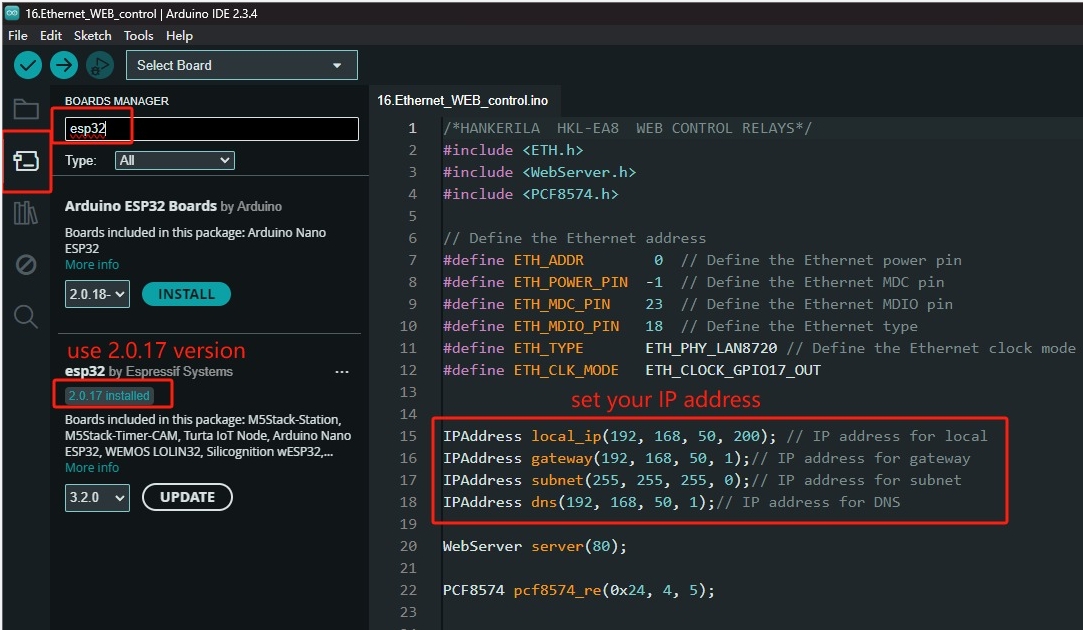 16.Ethernet_WEB_control | Arduino IDE 2.3.4
File Edit Sketch Tools Help
Select Board
BOARDS MANAGER
esp32
Type: All
Arduino ESP32 Boards by Arduino
Boards included in this package: Arduino Nano
ESP32
More info
2.0.18- INSTALL
use 2.0.17 version
esp32 by Espressif Systems ...
2.0.17 installed
Boards included in this package: M5Stack-Station,
M5Stack-Timer-CAM, Turta IoT Node, Arduino Nano
ESP32, WEMOS LOLIN32, Silicognition wESP32,...
More info
3.2.0 UPDATE
16.Ethernet_WEB_control.ino
1 /*HANKERILA HKL-EA8 WEB CONTROL RELAYS*/
2 #include <ETH.h>
3 #include <WebServer.h>
4 #include <PCF8574.h>
5
6 // Define the Ethernet address
7 #define ETH_ADDR 0 // Define the Ethernet power pin
8 #define ETH_POWER_PIN -1 // Define the Ethernet MDC pin
9 #define ETH_MDC_PIN 23 // Define the Ethernet MDIO pin
10 #define ETH_MDIO_PIN 18 // Define the Ethernet type
11 #define ETH_TYPE ETH_PHY_LAN8720 // Define the Ethernet clock mode
12 #define ETH_CLK_MODE ETH_CLOCK_GPIO17_OUT
13
set your IP address
14
15 IPAddress local_ip(192, 168, 50, 200); // IP address for local
16 IPAddress gateway(192, 168, 50, 1);// IP address for gateway
17 IPAddress subnet(255, 255, 255, 0);// IP address for subnet
18 IPAddress dns(192, 168, 50, 1);// IP address for DNS
19
20 WebServer server(80);
21
22 PCF8574 pcf8574_re(0x24, 4, 5);
23